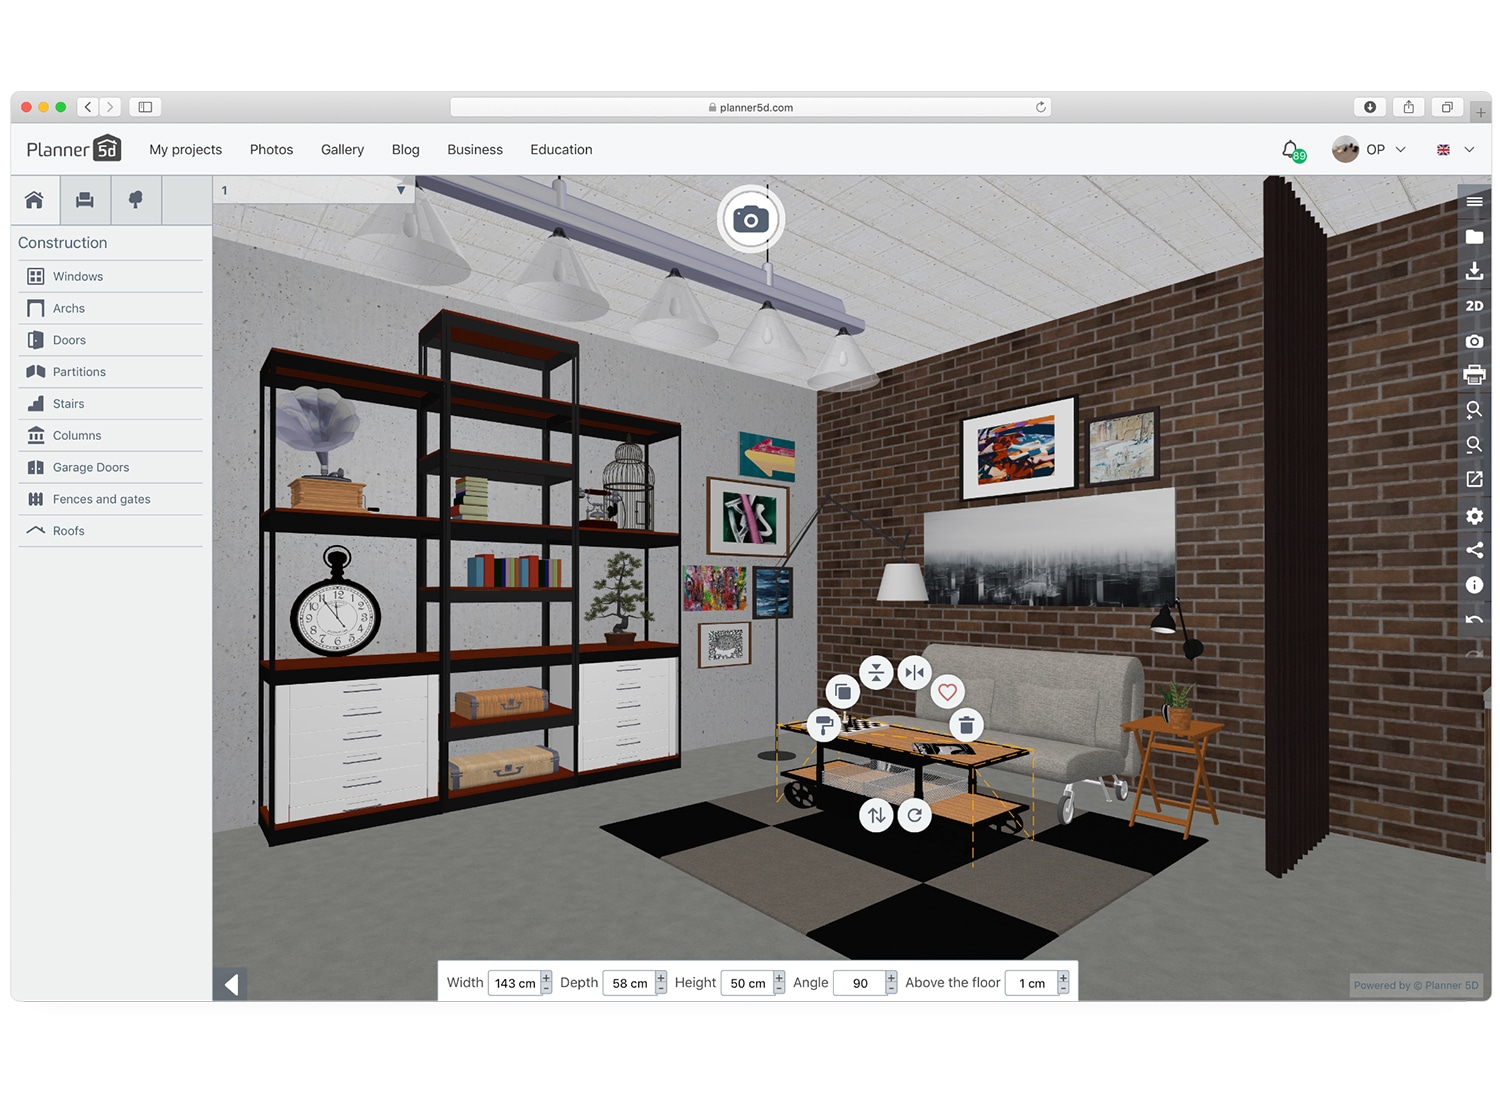 planner5d.com
Planner 5d
My projects
Photos
Gallery
Blog
Business
Education
89
OP
1
Construction
Windows
Archs
Doors
Partitions
Stairs
Columns
Garage Doors
Fences and gates
Roofs
2D
Width 143 cm Depth 58 cm Height 50 cm Angle 90 Above the floor 1 cm
Powered by © Planner 5D